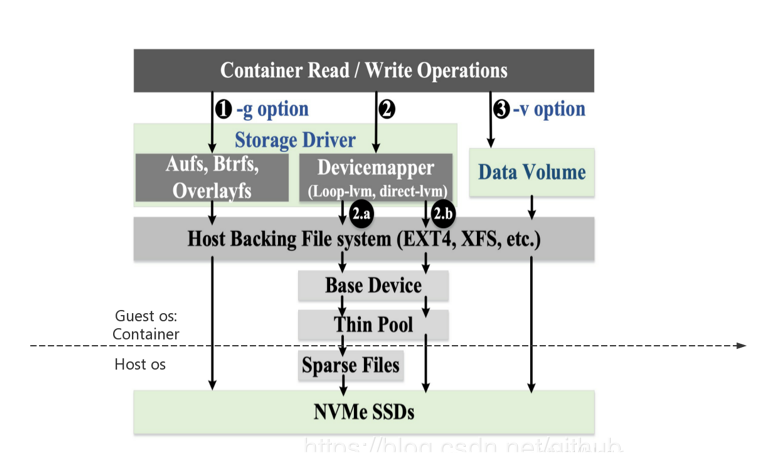 Container Read / Write Operations
1 -g option
2
3 -v option
Storage Driver
Aufs, Btrfs,
Overlayfs
Devicemapper
(Loop-lvm, direct-lvm)
Data Volume
2.a
2.b
Host Backing File system (EXT4, XFS, etc.)
Base Device
Guest os:
Container
Thin Pool
Host os
Sparse Files
NVMe SSDs
https://blog.csdn.net/github